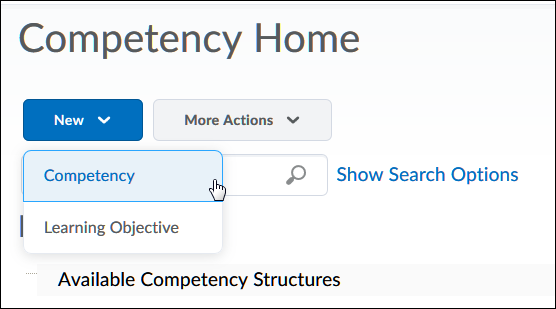 Competency Home
New
More Actions
Competency
Show Search Options
Learning Objective
Available Competency Structures